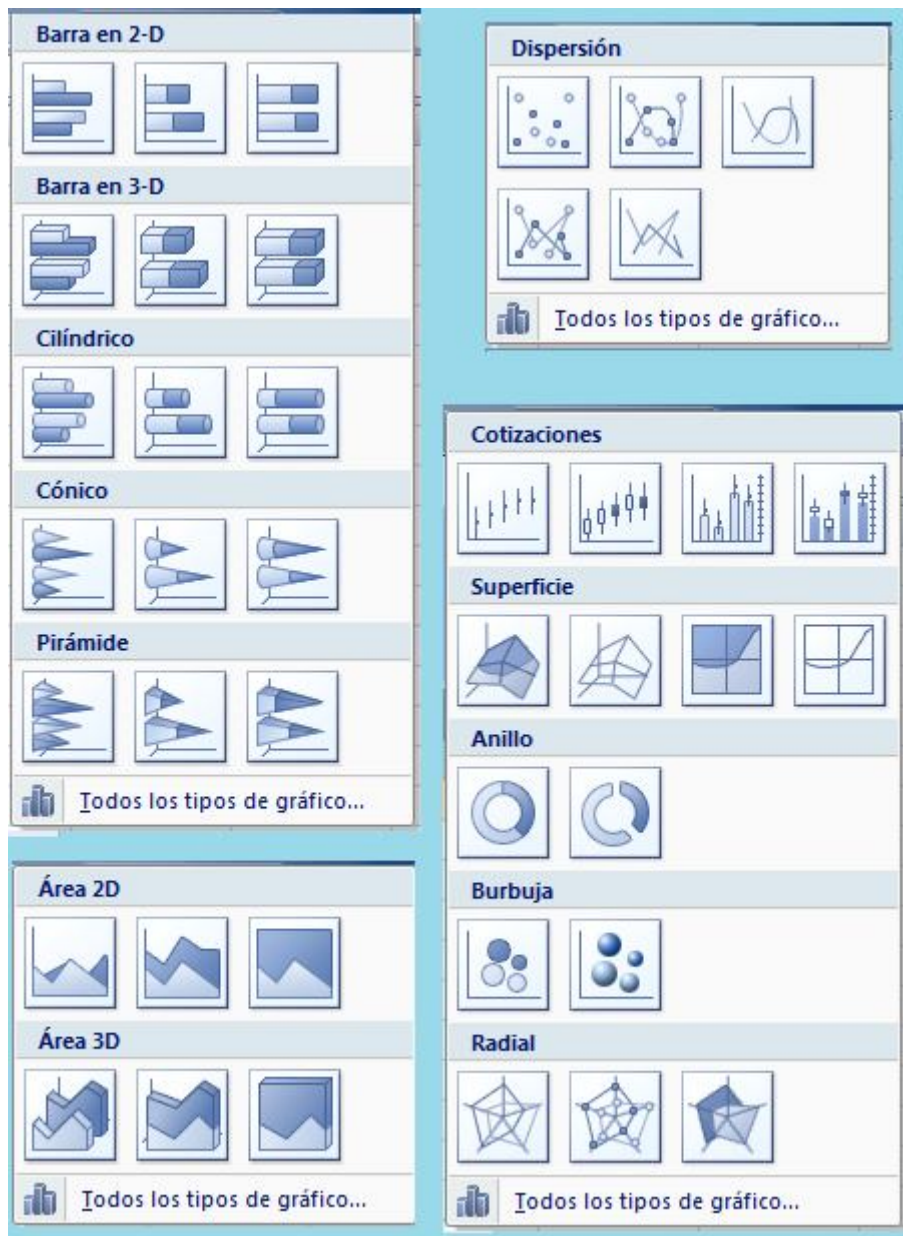 Barra en 2-D
Barra en 3-D
Cilíndrico
Cónico
Pirámide
Todos los tipos de gráfico...
Dispersión
Todos los tipos de gráfico...
Área 2D
Área 3D
Todos los tipos de gráfico...
Cotizaciones
Superficie
Anillo
Burbuja
Radial
Todos los tipos de gráfico...